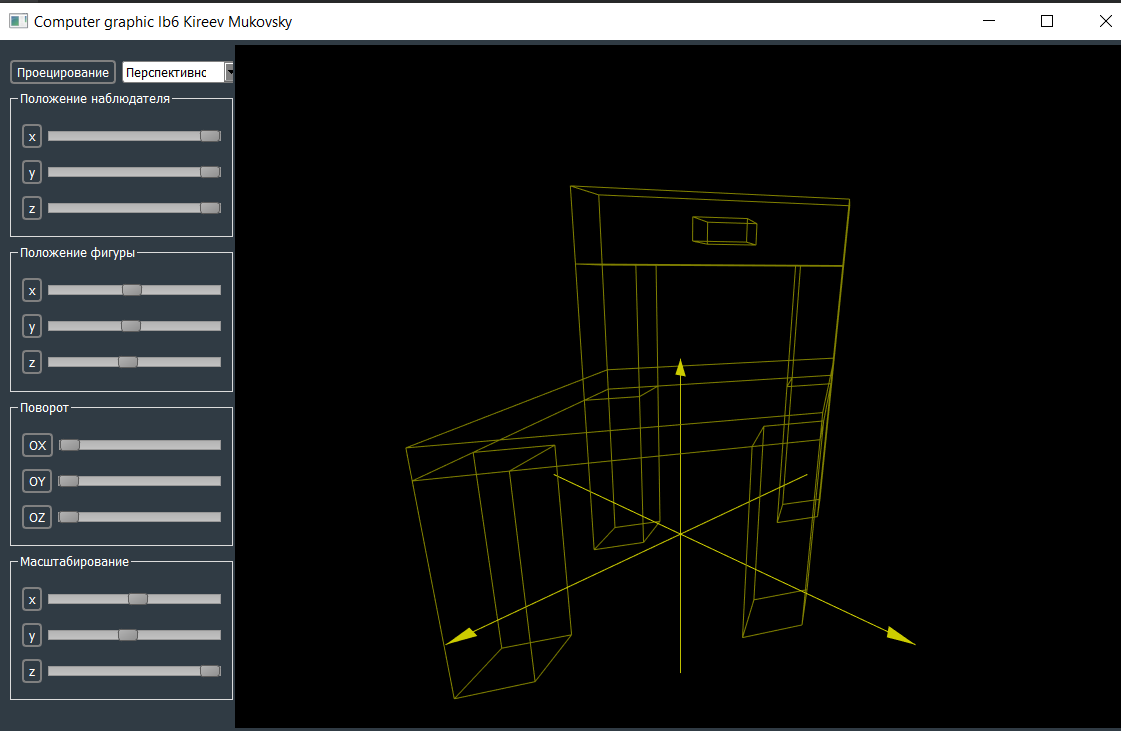 Computer graphic lb6 Kireev Mukovsky
Проецирование Перспективнс
Положение наблюдателя
x
y
z
Положение фигуры
x
y
z
Поворот
OX
OY
OZ
Масштабирование
x
y
z